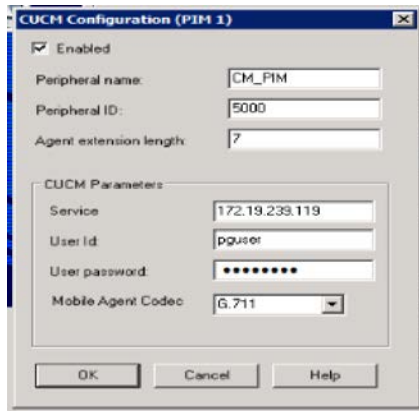 CUCM Configuration (PIM 1)
Enabled
Peripheral name: CM_PIM
Peripheral ID: 5000
Agent extension length: 7
CUCM Parameters
Service 172.19.239.119
User Id: pguser
User password: ••••••••
Mobile Agent Codec G.711
OK Cancel Help